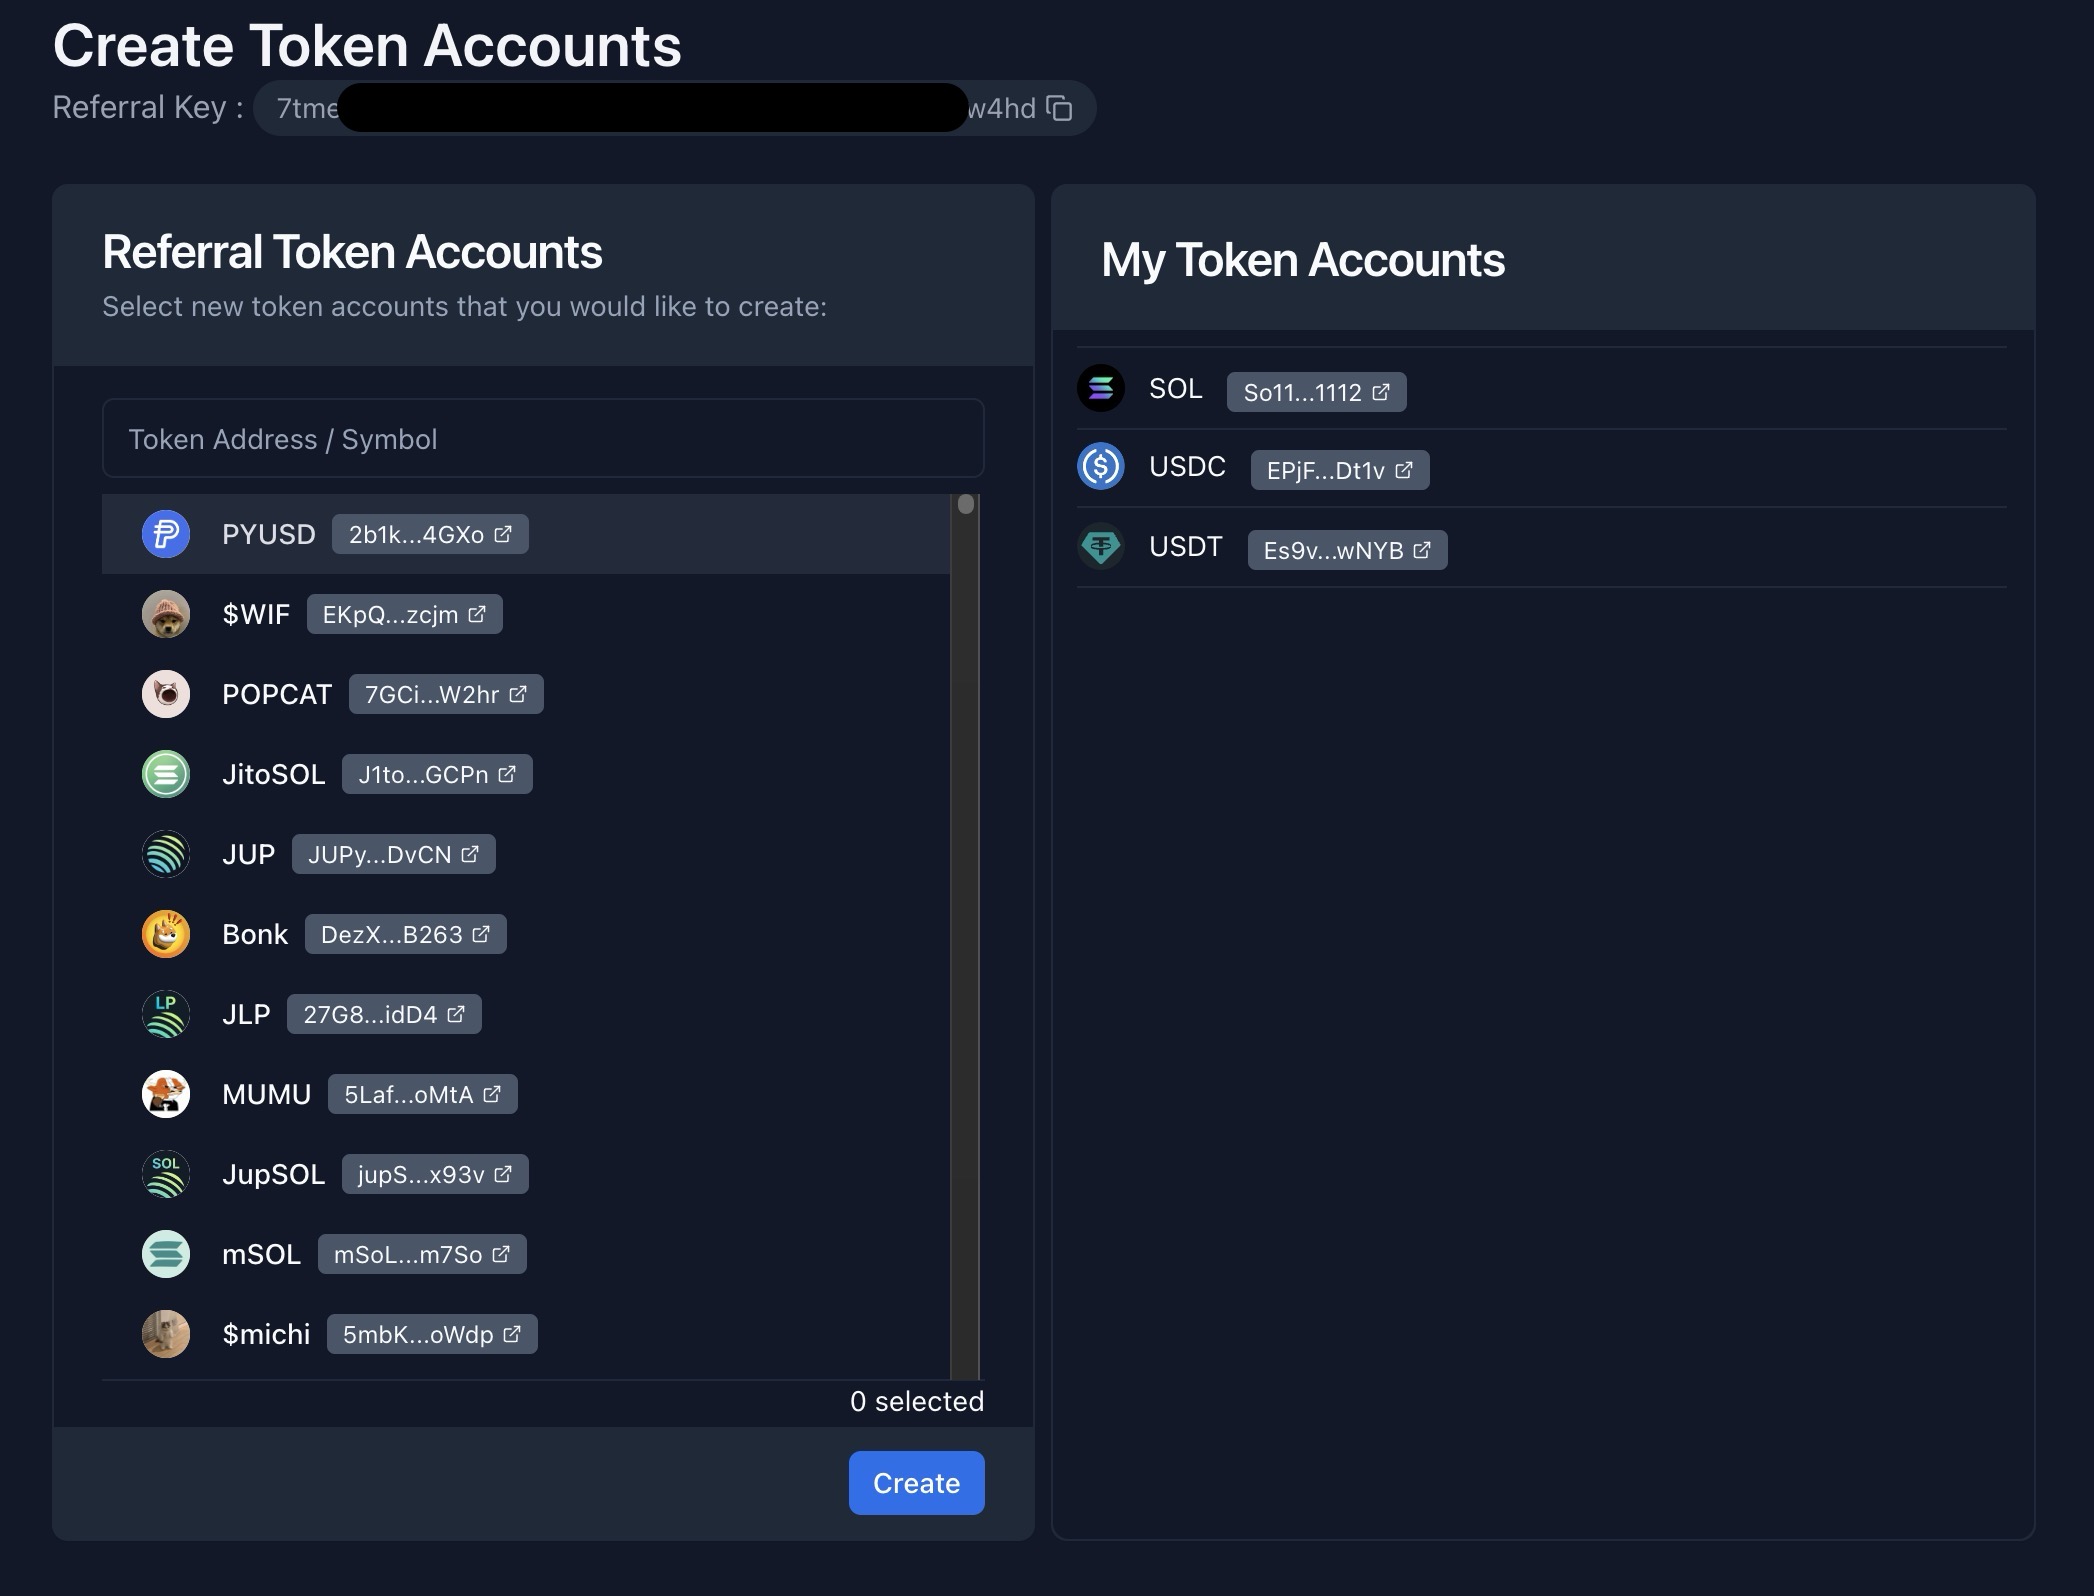 Create Token Accounts
Referral Key : 7tme w4hd
Referral Token Accounts
Select new token accounts that you would like to create:
Token Address / Symbol
PYUSD 2b1k...4GXo
$WIF EKpQ...zcjm
POPCAT 7GCi...W2hr
JitoSOL J1to...GCPn
JUP JUPy...DvCN
Bonk DezX...B263
LP
JLP 27G8...idD4
MUMU 5Laf...oMtA
SOL
JupSOL jupS...x93v
mSOL mSoL...m7So
$michi 5mbK...oWdp
0 selected
Create
My Token Accounts
SOL So11...1112
USDC EPjF...Dt1v
USDT Es9v...wNYB